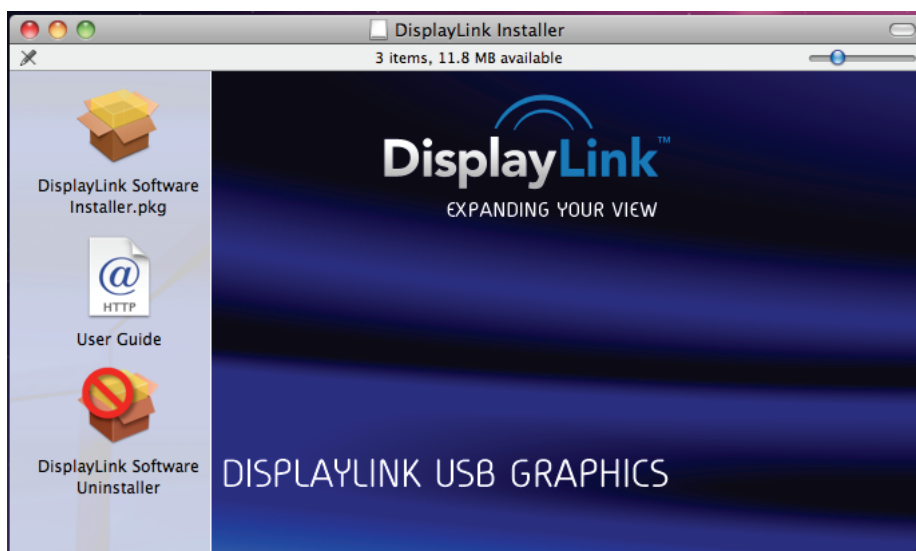 DisplayLink Installer
3 items, 11.8 MB available
DisplayLink Software
Installer.pkg
@
HTTP
User Guide
DisplayLink Software
Uninstaller
DisplayLink™
EXPANDING YOUR VIEW
DISPLAYLINK USB GRAPHICS